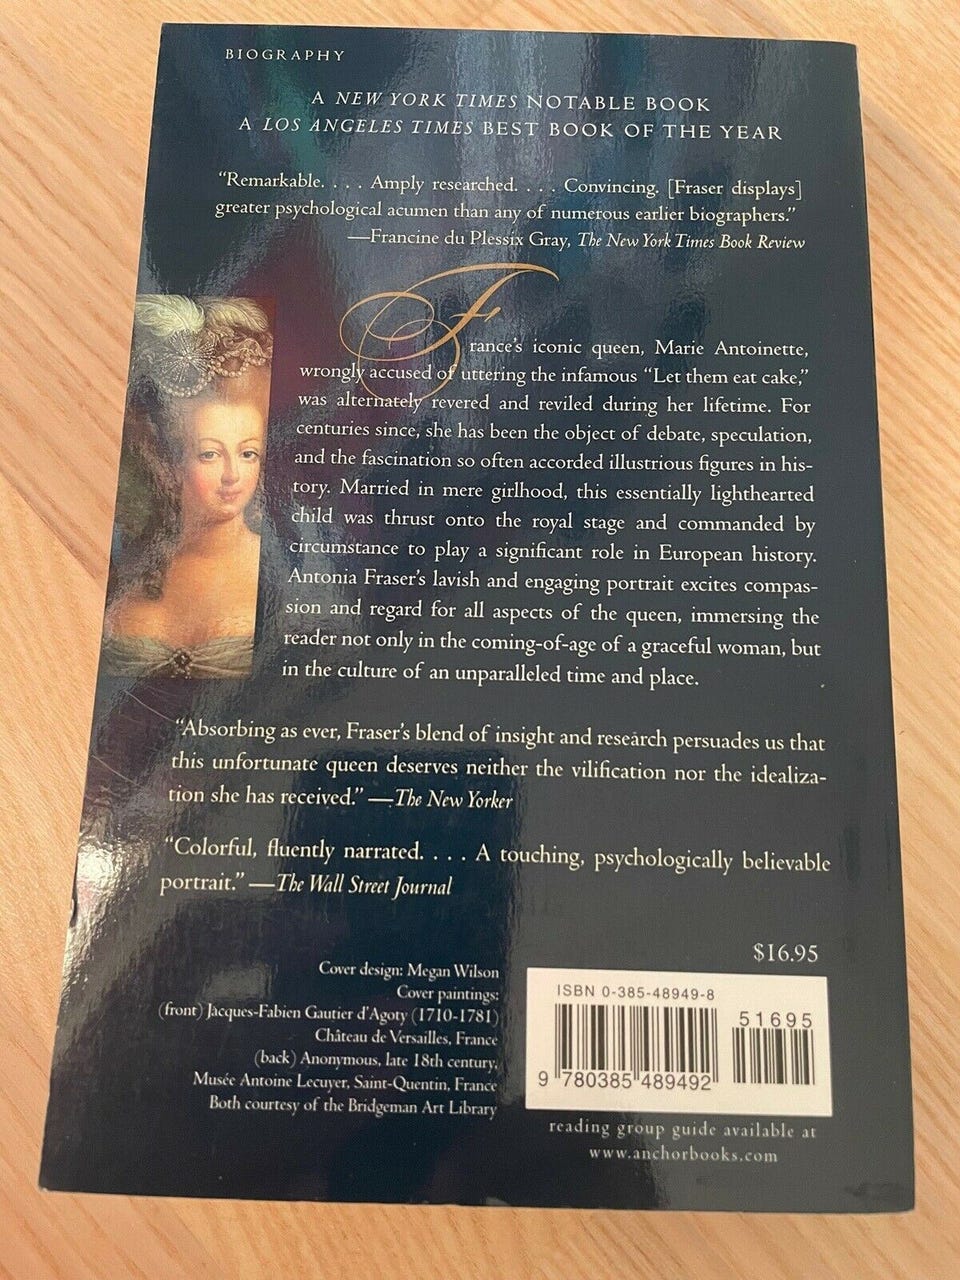 BIOGRAPHY
A NEW YORK TIMES NOTABLE BOOK
A LOS ANGELES TIMES BEST BOOK OF THE YEAR
“Remarkable. . . . Amply researched. . . . Convincing. [Fraser displays]
greater psychological acumen than any of numerous earlier biographers.”
—Francine du Plessix Gray, The New York Times Book Review
France’s iconic queen, Marie Antoinette,
wrongly accused of uttering the infamous “Let them eat cake,”
was alternately revered and reviled during her lifetime. For
centuries since, she has been the object of debate, speculation,
and the fascination so often accorded illustrious figures in his-
tory. Married in mere girlhood, this essentially lighthearted
child was thrust onto the royal stage and commanded by
circumstance to play a significant role in European history.
Antonia Fraser’s lavish and engaging portrait excites compas-
sion and regard for all aspects of the queen, immersing the
reader not only in the coming-of-age of a graceful woman, but
in the culture of an unparalleled time and place.
“Absorbing as ever, Fraser’s blend of insight and research persuades us that
this unfortunate queen deserves neither the vilification nor the idealiza-
tion she has received.” —The New Yorker
“Colorful, fluently narrated. . . . A touching, psychologically believable
portrait.” —The Wall Street Journal
Cover design: Megan Wilson
Cover paintings:
(front) Jacques-Fabien Gautier d’Agoty (1710-1781)
Château de Versailles, France
(back) Anonymous, late 18th century,
Musée Antoine Lecuyer, Saint-Quentin, France
Both courtesy of the Bridgeman Art Library
$16.95
ISBN 0-385-48949-8
51695
9 780385 489492
reading group guide available at
www.anchorbooks.com